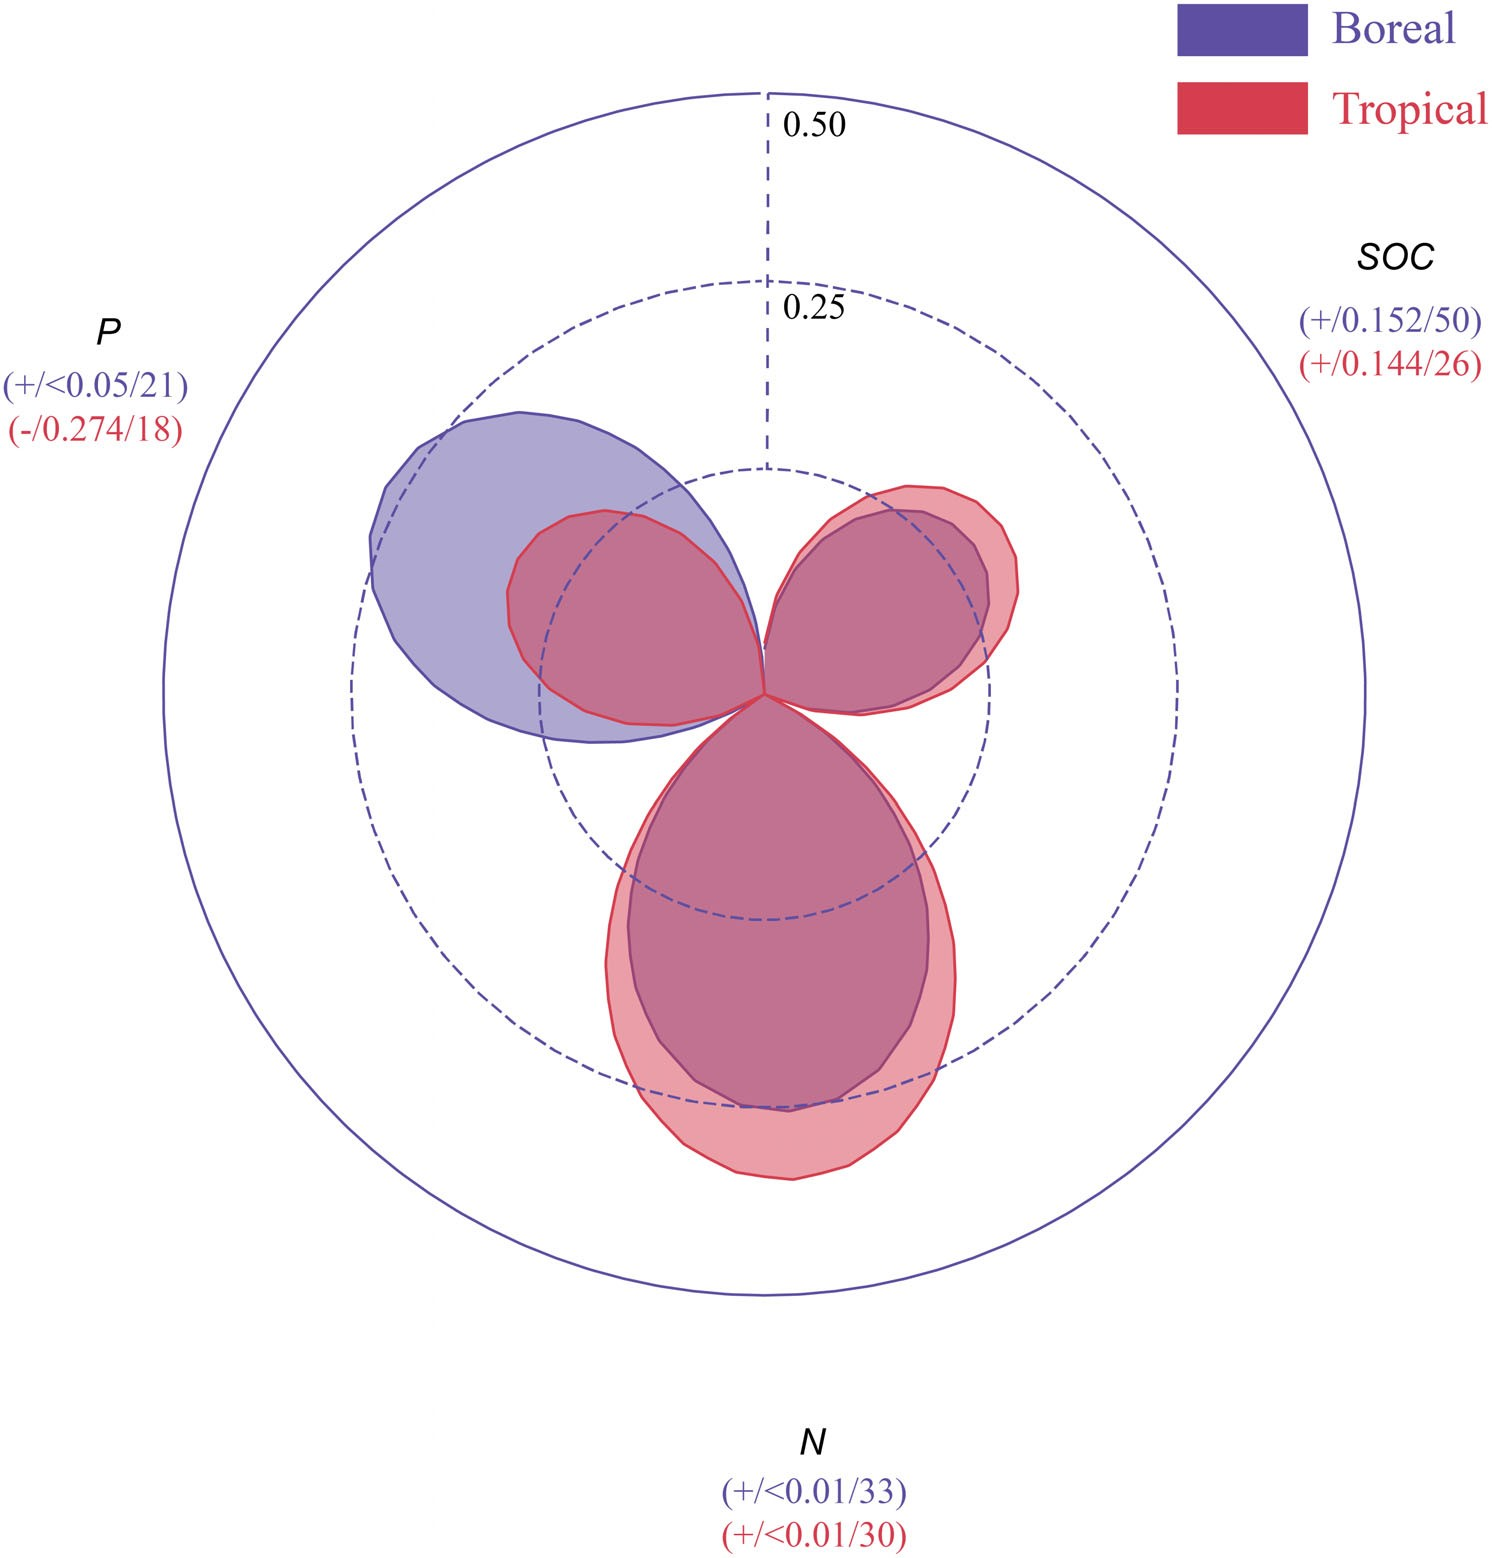 Boreal
Tropical
0.50
0.25
SOC
(+/0.152/50)
(+/0.144/26)
P
(+/<0.05/21)
(-/0.274/18)
N
(+/<0.01/33)
(+/<0.01/30)